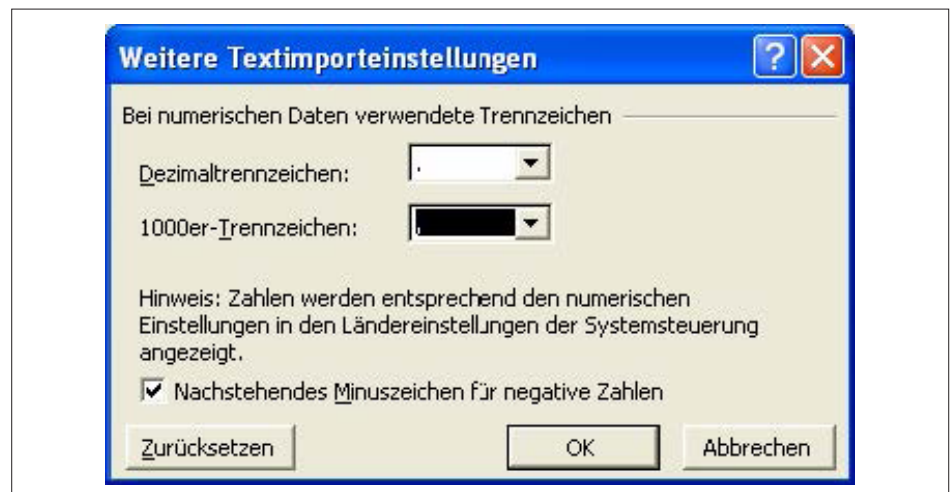 Weitere Textimporteinstellungen
?
Bei numerischen Daten verwendete Trennzeichen
Dezimaltrennzeichen: .
1000er-Trennzeichen: ,
Hinweis: Zahlen werden entsprechend den numerischen
Einstellungen in den Ländereinstellungen der Systemsteuerung
angezeigt.
Nachstehendes Minuszeichen für negative Zahlen
Zurücksetzen OK Abbrechen